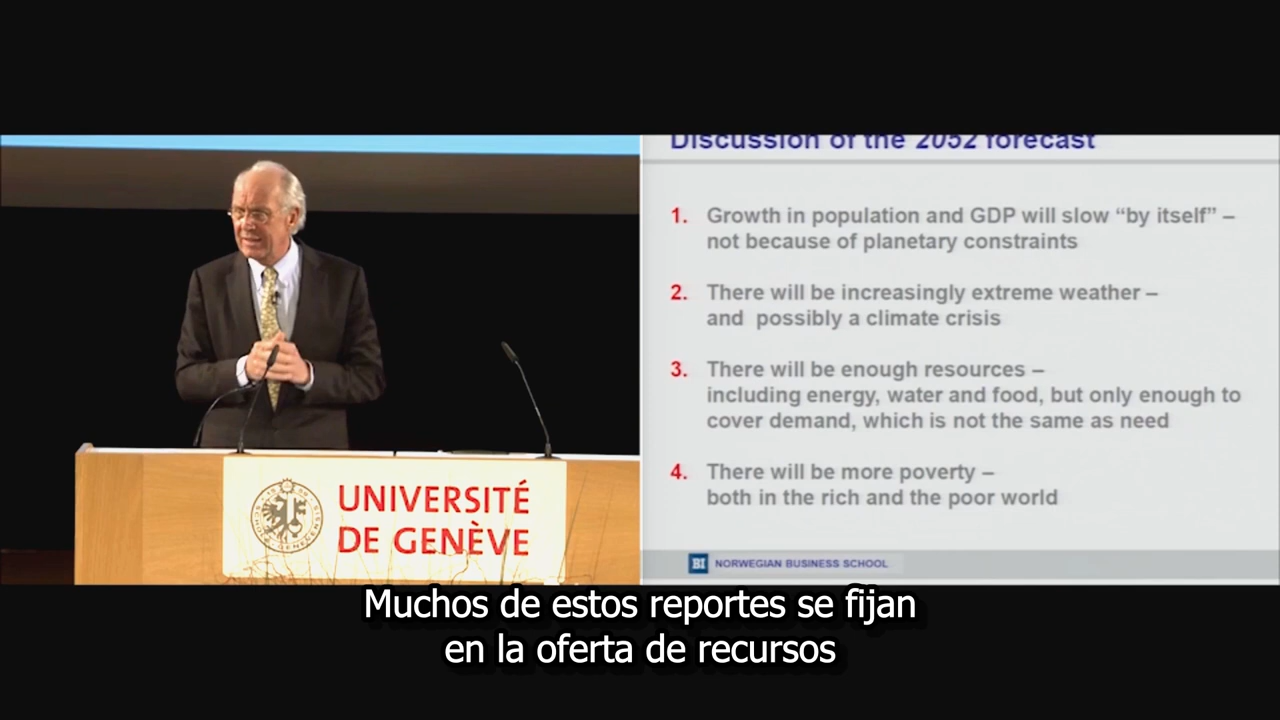 Discussion of the 2052 forecast
1. Growth in population and GDP will slow “by itself” –
not because of planetary constraints
2. There will be increasingly extreme weather –
and possibly a climate crisis
3. There will be enough resources –
including energy, water and food, but only enough to
cover demand, which is not the same as need
4. There will be more poverty –
both in the rich and the poor world
BI NORWEGIAN BUSINESS SCHOOL
UNIVERSITÉ
DE GENÈVE
Muchos de estos reportes se fijan
en la oferta de recursos